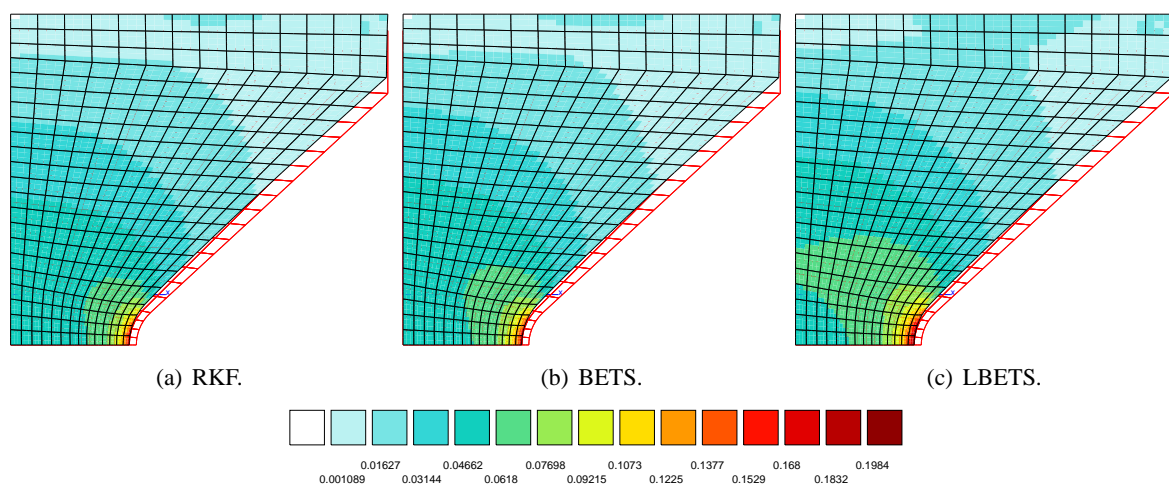 (a) RKF.
(b) BETS.
(c) LBETS.
0.01627 0.04662 0.07698 0.1073 0.1377 0.168 0.1984
0.001089 0.03144 0.0618 0.09215 0.1225 0.1529 0.1832